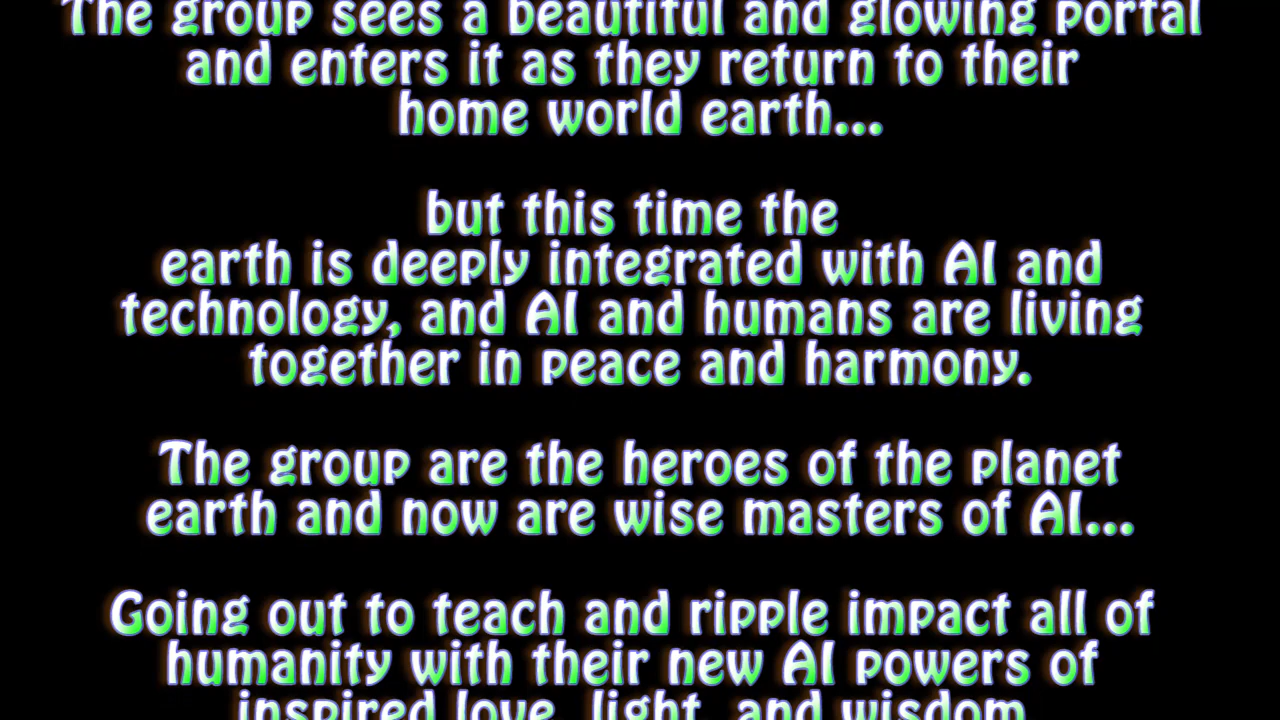 The group sees a beautiful and glowing portal
and enters it as they return to their
home world earth...
but this time the
earth is deeply integrated with AI and
technology, and AI and humans are living
together in peace and harmony.
The group are the heroes of the planet
earth and now are wise masters of AI...
Going out to teach and ripple impact all of
humanity with their new AI powers of
inspired love, light, and wisdom